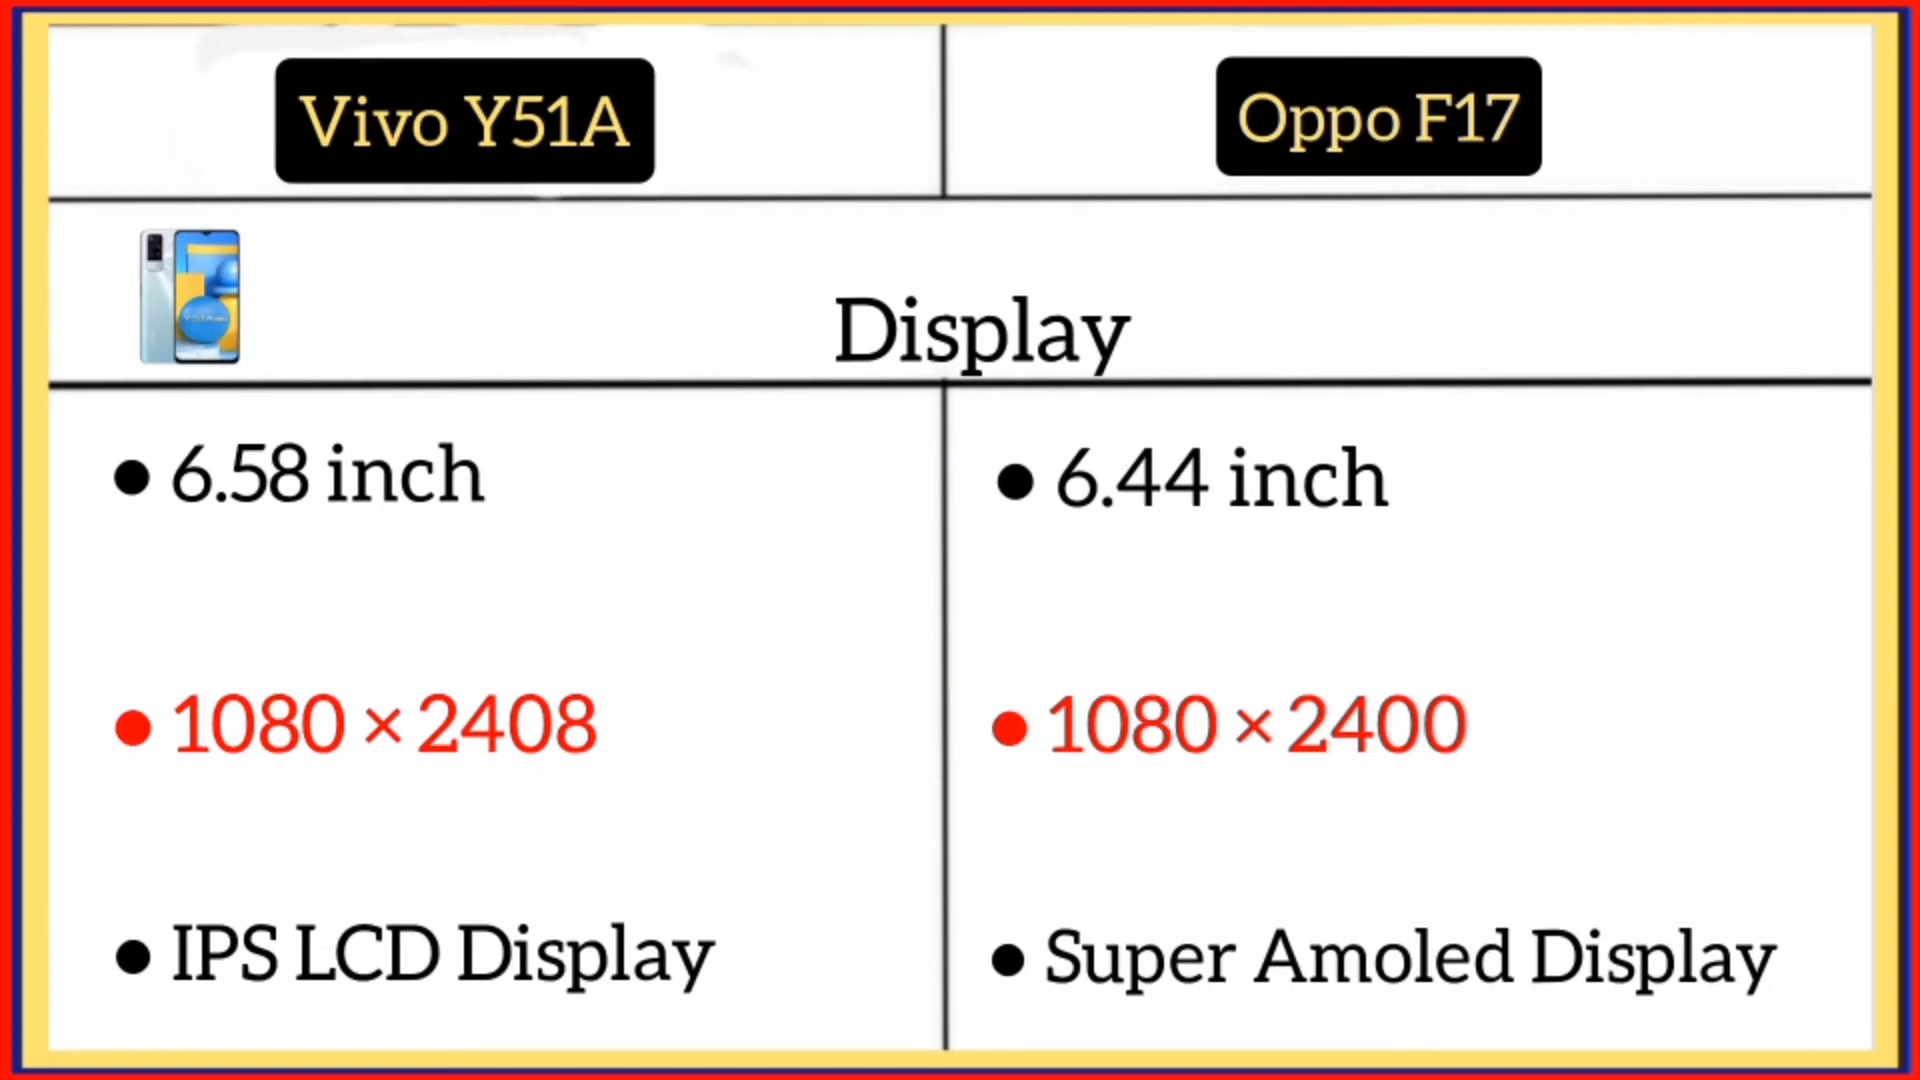 Vivo Y51A
Oppo F17
Display
● 6.58 inch
● 6.44 inch
● 1080 × 2408
● 1080 × 2400
● IPS LCD Display
● Super Amoled Display